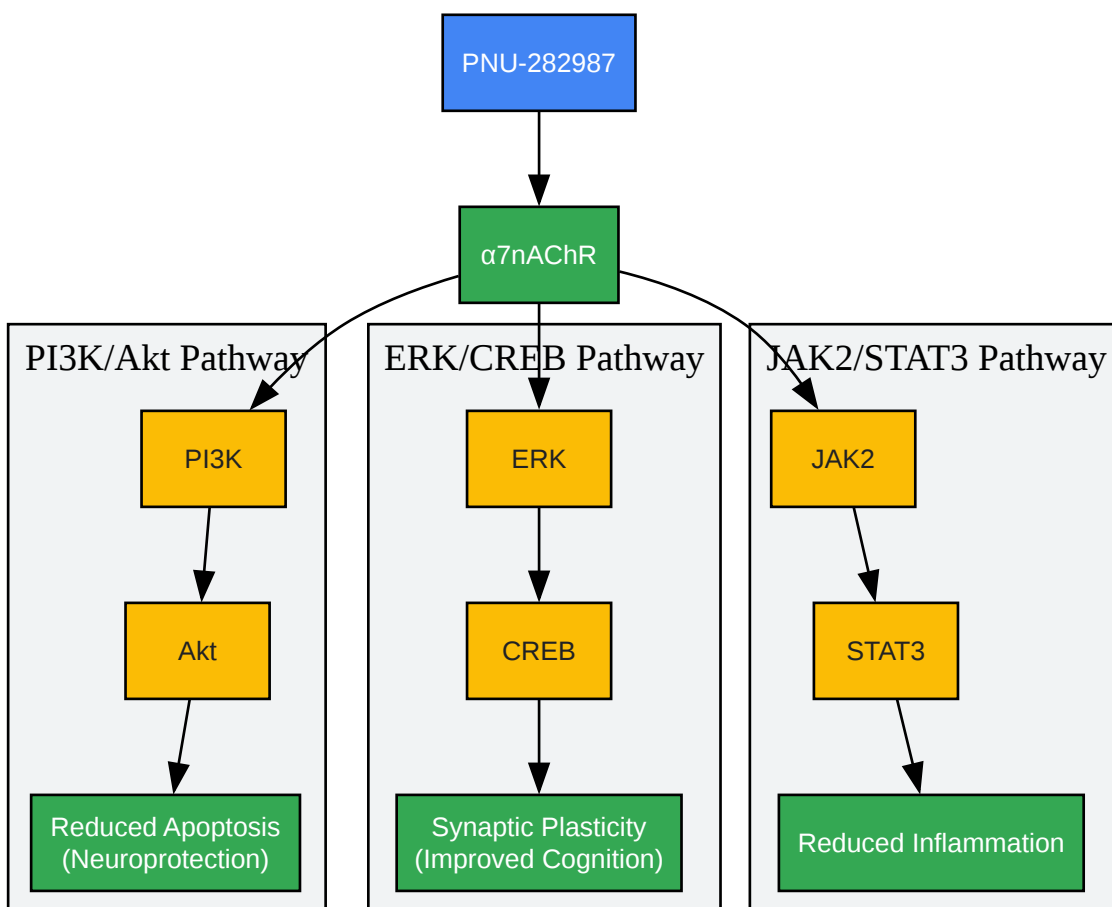 PNU-282987
α7nAChR
PI3K/Akt Pathway
PI3K
Akt
Reduced Apoptosis
(Neuroprotection)
ERK/CREB Pathway
ERK
CREB
Synaptic Plasticity
(Improved Cognition)
JAK2/STAT3 Pathway
JAK2
STAT3
Reduced Inflammation